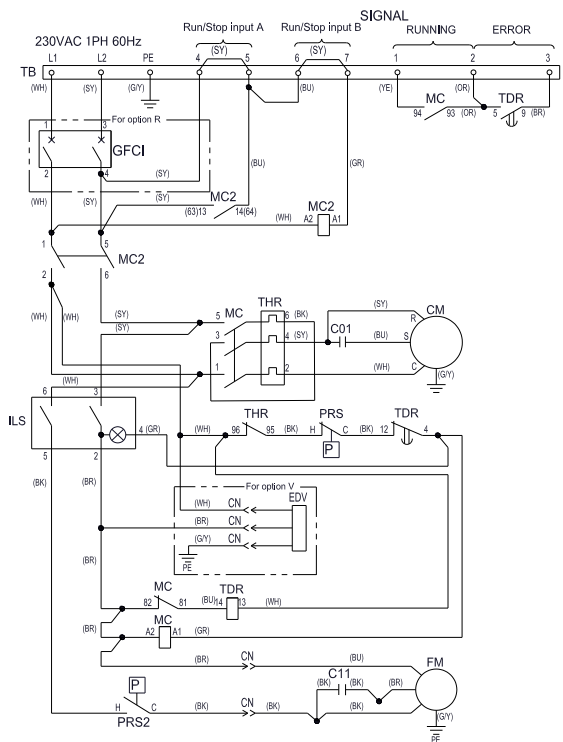 SIGNAL
Run/Stop input A Run/Stop input B RUNNING ERROR
230VAC 1PH 60Hz (SY) (SY)
L1 L2 PE 4 5 6 7 1 2 3
TB
(WH) (SY) (G/Y) (BU) (YE) (OR)
MC TDR
94 93 (OR) 5 9 (BR)
For option R
1 3
GFCI
(BU) (GR)
2 4 (SY)
(WH) (SY) (SY) MC2
(63)13 14(64) MC2
(WH) A2 A1
1 5
MC2
2 6
(WH) (WH) (SY) 5 MC THR 6 (BK) (SY) CM
(SY) R
3 4 (SY) C01 (BU) S
1 2 (WH) C
(WH) (G/Y)
6 3
ILS THR PRS TDR
4 (GR) (WH) 96 95 (BK) H C (BK) 12 4
P
5 2
(BK) (BR) For option V
EDV
(WH) CN
(BR) CN
(G/Y) CN
PE
(BR)
MC TDR
82 81 (BU) 14 13 (WH)
MC
(BR) A2 A1 (GR)
(BR) CN (BU) FM
C11
P (BK) (BK) (BR)
H C (BK) CN (BK) (BK) (G/Y)
PRS2 PE